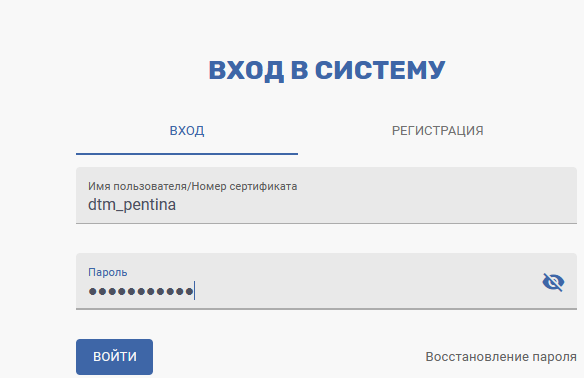 ВХОД В СИСТЕМУ
ВХОД РЕГИСТРАЦИЯ
Имя пользователя/Номер сертификата
dtm_pentina
Пароль
●●●●●●●●●●●
ВОЙТИ Восстановление пароля